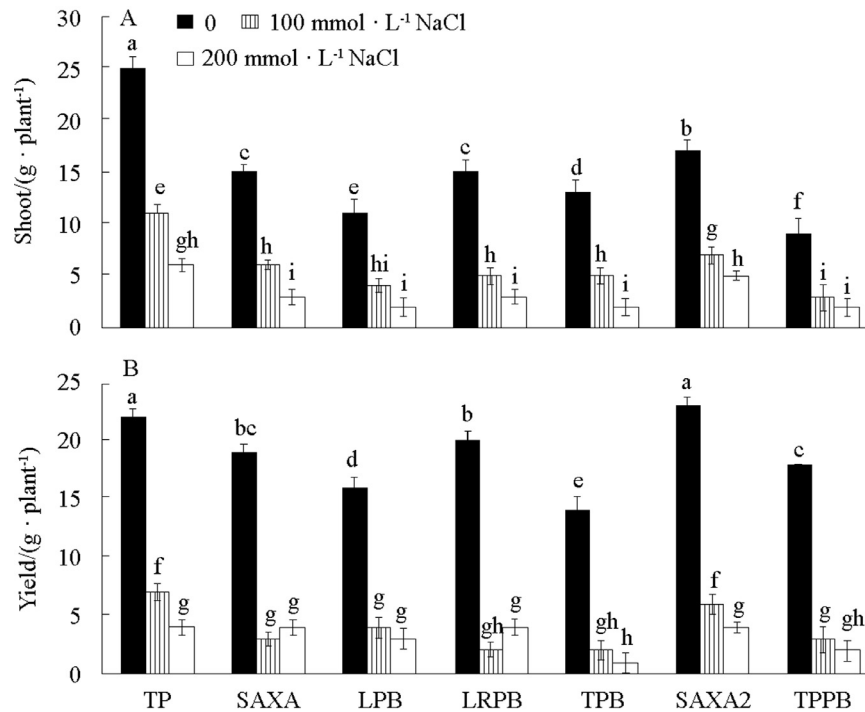 A
0
100 mmol · L⁻¹ NaCl
200 mmol · L⁻¹ NaCl
Shoot/(g · plant⁻¹)
30
25
20
15
10
5
0
a
e
gh
c
h
i
e
hi
i
c
h
i
d
h
i
b
g
h
f
i
i
B
Yield/(g · plant⁻¹)
25
20
15
10
5
0
a
f
g
bc
g
g
d
g
g
b
gh
g
e
gh
h
a
f
g
c
g
gh
TP
SAXA
LPB
LRPB
TPB
SAXA2
TPPB